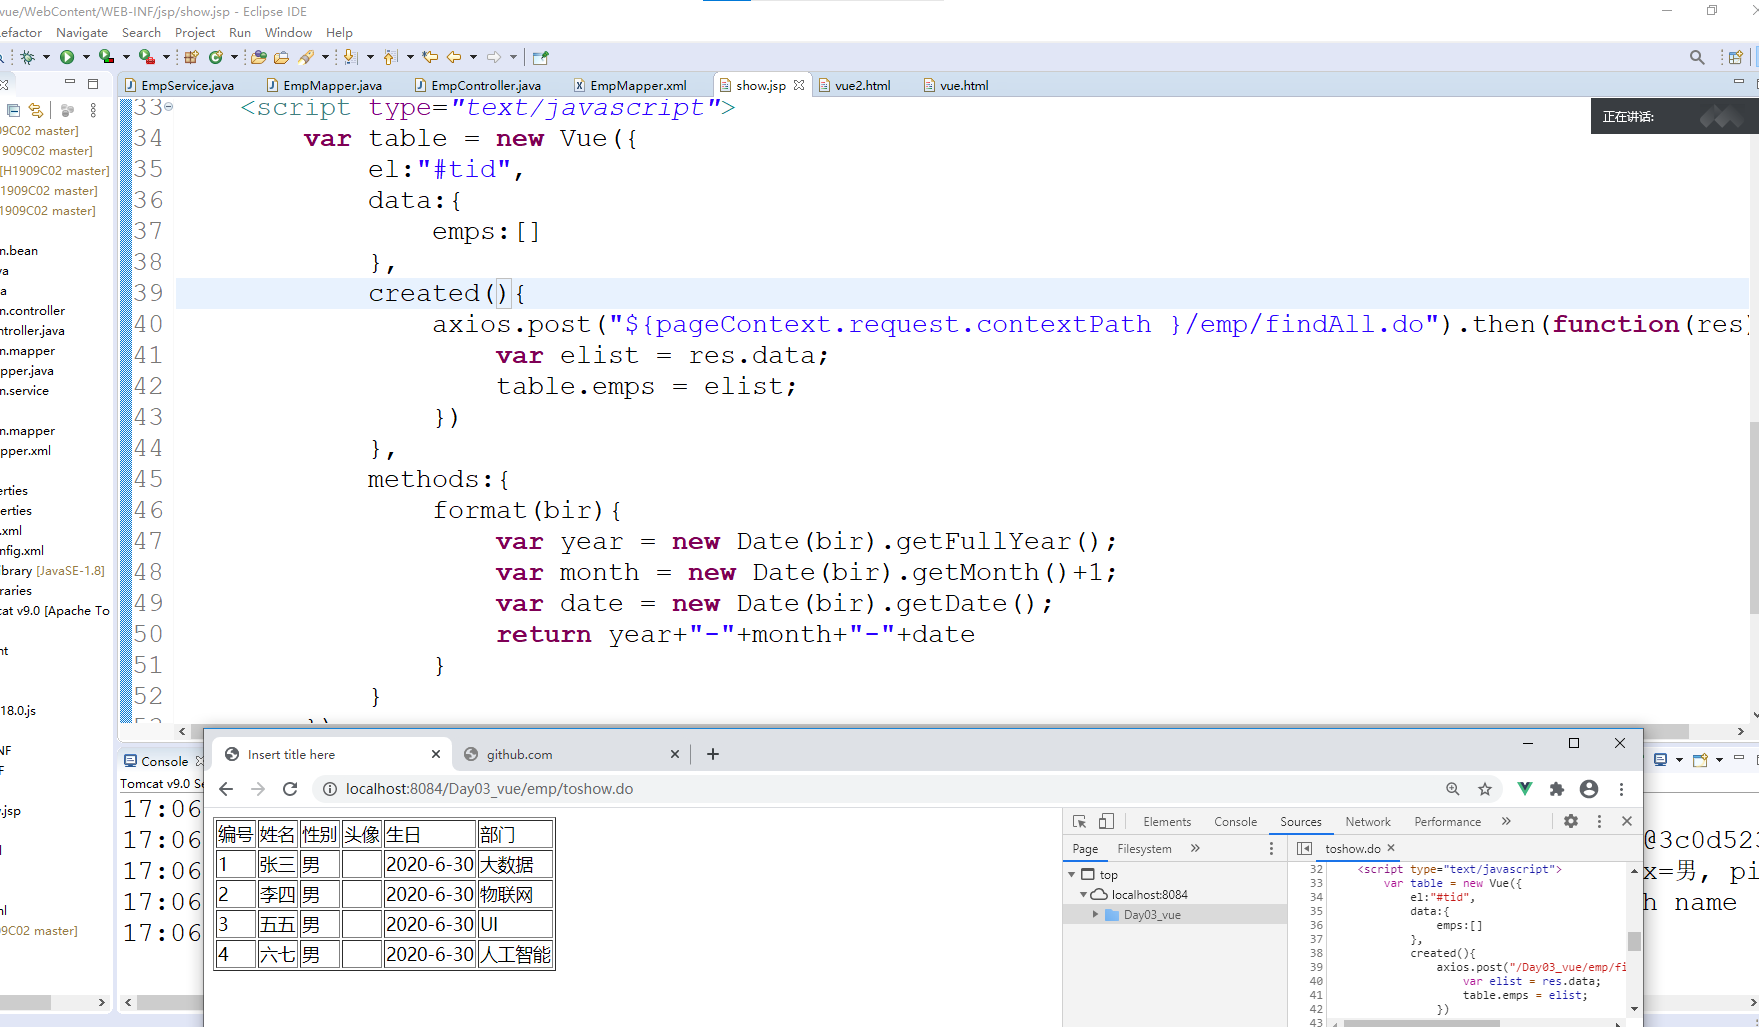 vue/WebContent/WEB-INF/jsp/show.jsp - Eclipse IDE
efactor Navigate Search Project Run Window Help
EmpService.java EmpMapper.java EmpController.java EmpMapper.xml show.jsp vue2.html vue.html
正在讲话:
09C02 master]
1909C02 master]
[H1909C02 master]
1909C02 master]
1909C02 master]
n.bean
va
a
n.controller
ntroller.java
n.mapper
pper.java
n.service
n.mapper
pper.xml
erties
erties
.xml
nfig.xml
ibrary [JavaSE-1.8]
raries
cat v9.0 [Apache To
nt
18.0.js
NF
F
.jsp
ml
9C02 master]
33 <script type="text/javascript">
34 var table = new Vue({
35 el:"#tid",
36 data:{
37 emps:[]
38 },
39 created(){
40 axios.post("${pageContext.request.contextPath }/emp/findAll.do").then(function(res)
41 var elist = res.data;
42 table.emps = elist;
43 })
44 },
45 methods:{
46 format(bir){
47 var year = new Date(bir).getFullYear();
48 var month = new Date(bir).getMonth()+1;
49 var date = new Date(bir).getDate();
50 return year+"-"+month+"-"+date
51 }
52 }
53 })
Console
Tomcat v9.0 Se
17:06
17:06
17:06
17:06
17:06
@3c0d523
x=男, pi
h name
Insert title here github.com
localhost:8084/Day03_vue/emp/toshow.do
编号 姓名 性别 头像 生日 部门
1 张三 男 2020-6-30 大数据
2 李四 男 2020-6-30 物联网
3 五五 男 2020-6-30 UI
4 六七 男 2020-6-30 人工智能
Elements Console Sources Network Performance »
Page Filesystem » toshow.do
top
localhost:8084
Day03_vue
32 <script type="text/javascript">
33 var table = new Vue({
34 el:"#tid",
35 data:{
36 emps:[]
37 },
38 created(){
39 axios.post("/Day03_vue/emp/fi
40 var elist = res.data;
41 table.emps = elist;
42 })
43